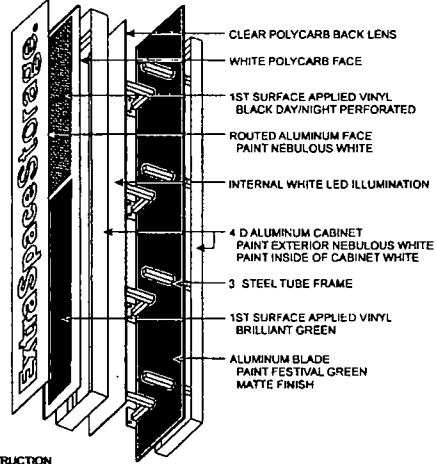 CLEAR POLYCARB BACK LENS
WHITE POLYCARB FACE
1ST SURFACE APPLIED VINYL
BLACK DAY/NIGHT PERFORATED
ROUTED ALUMINUM FACE
PAINT NEBULOUS WHITE
INTERNAL WHITE LED ILLUMINATION
4 D ALUMINUM CABINET
PAINT EXTERIOR NEBULOUS WHITE
PAINT INSIDE OF CABINET WHITE
3 STEEL TUBE FRAME
1ST SURFACE APPLIED VINYL
BRILLIANT GREEN
ALUMINUM BLADE
PAINT FESTIVAL GREEN
MATTE FINISH
ExtraSpaceStorage.
RUCTION